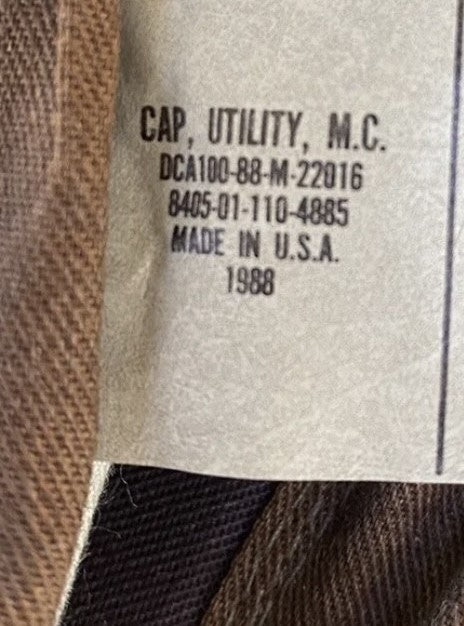 CAP, UTILITY, M.C.
DCA100-88-M-22016
8405-01-110-4885
MADE IN U.S.A.
1988